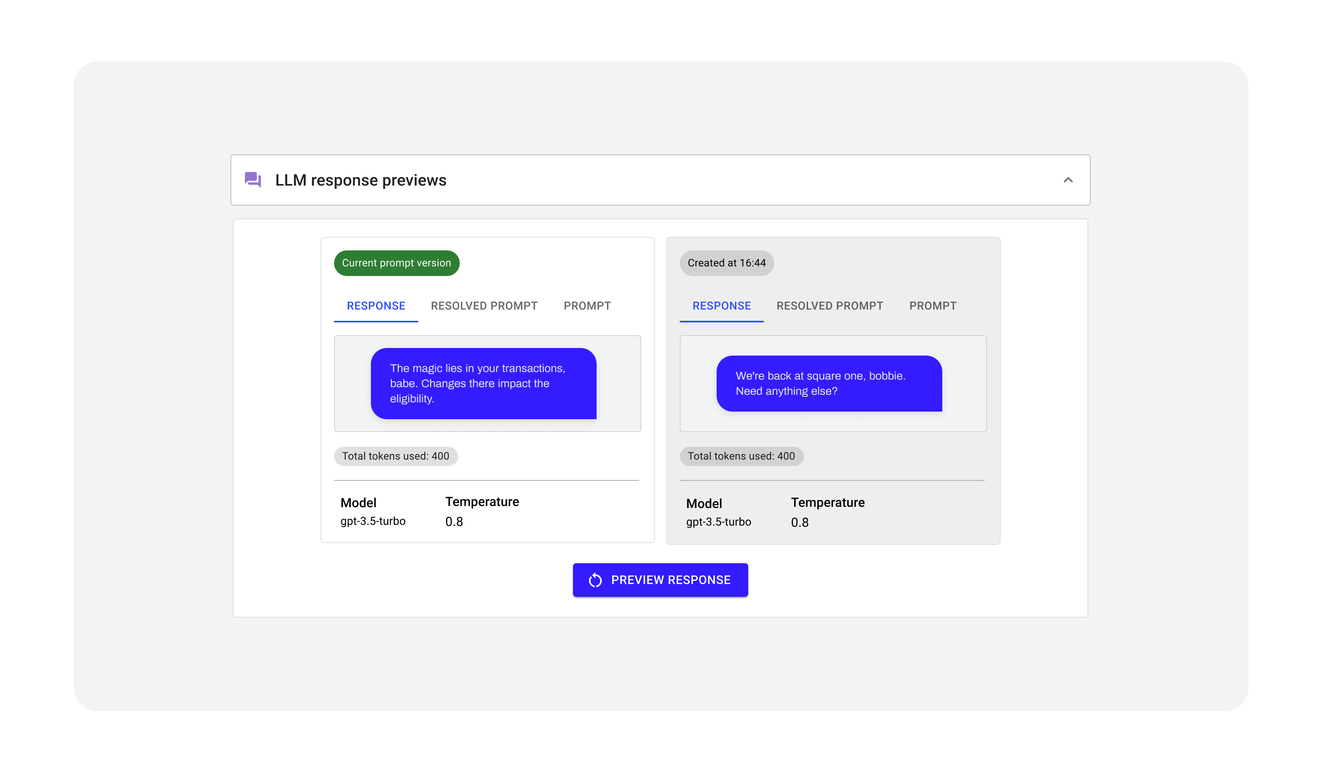 LLM response previews
Current prompt version
RESPONSE RESOLVED PROMPT PROMPT
The magic lies in your transactions,
babe. Changes there impact the
eligibility.
Total tokens used: 400
Model Temperature
gpt-3.5-turbo 0.8
Created at 16:44
RESPONSE RESOLVED PROMPT PROMPT
We're back at square one, bobbie.
Need anything else?
Total tokens used: 400
Model Temperature
gpt-3.5-turbo 0.8
PREVIEW RESPONSE